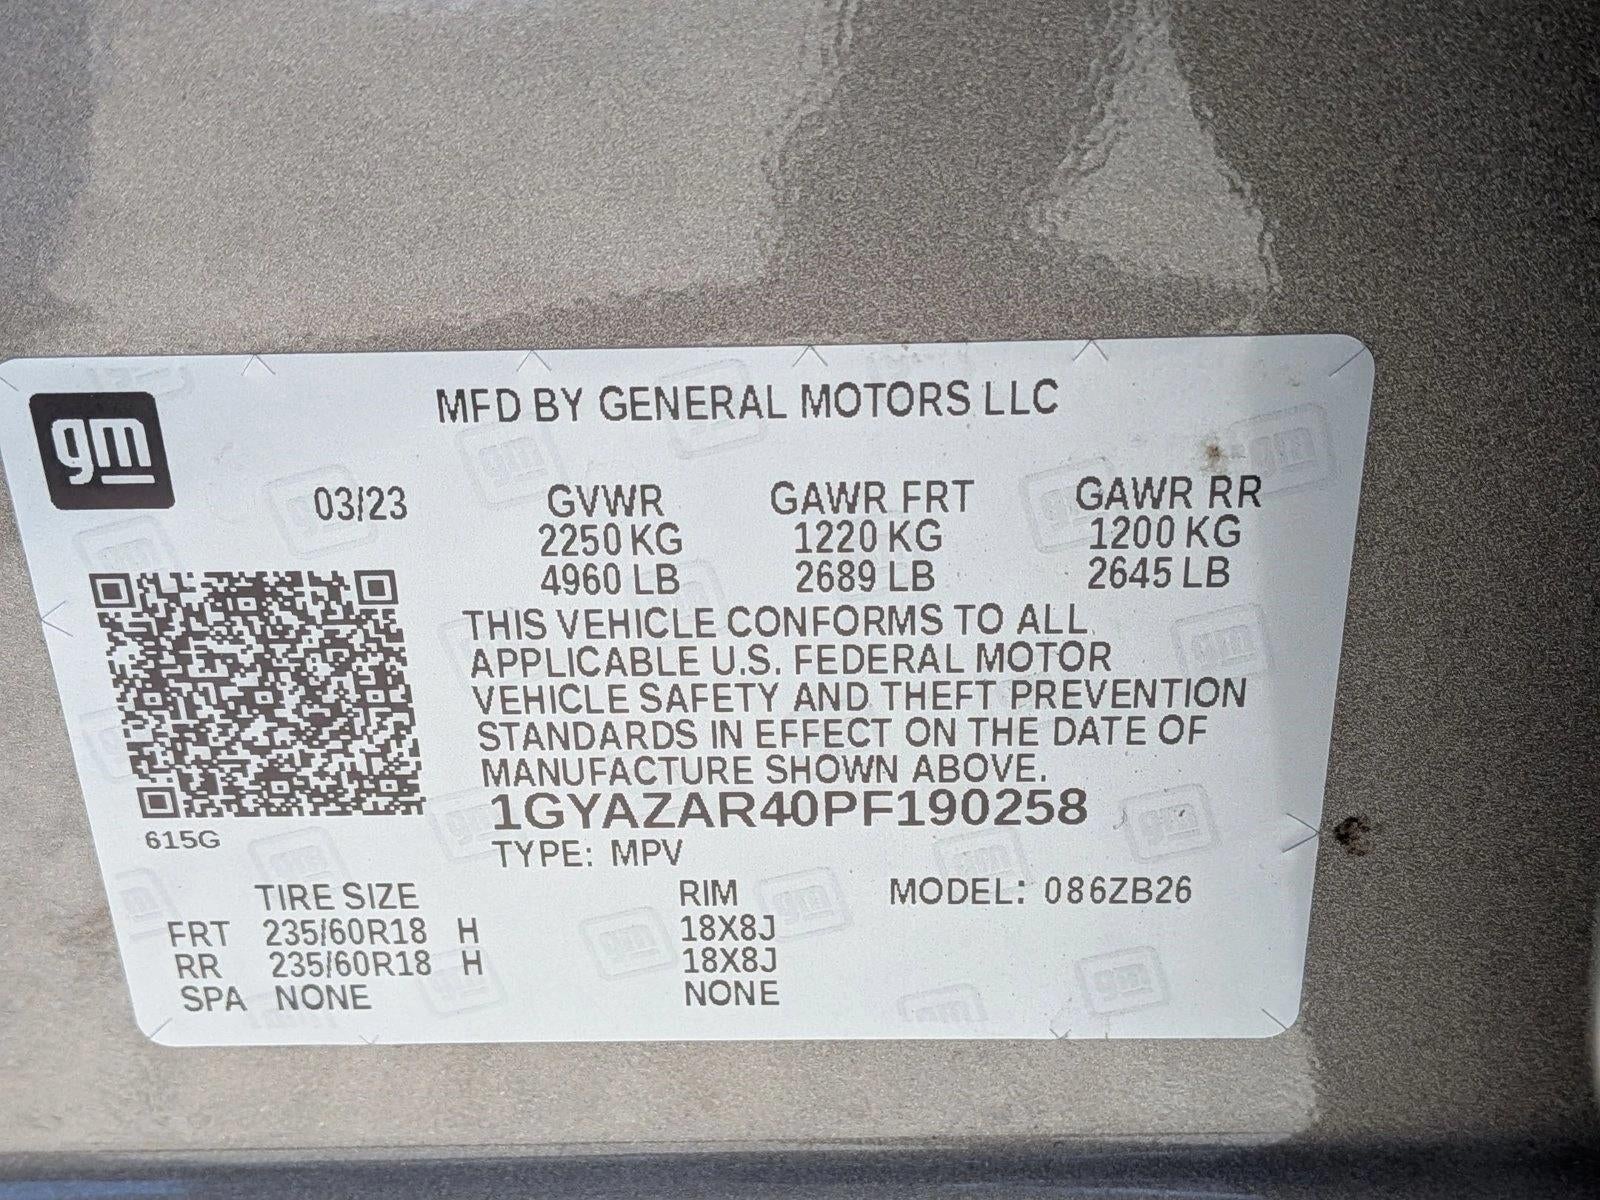 gm
MFD BY GENERAL MOTORS LLC
03/23 GVWR GAWR FRT GAWR RR
2250 KG 1220 KG 1200 KG
4960 LB 2689 LB 2645 LB
THIS VEHICLE CONFORMS TO ALL
APPLICABLE U.S. FEDERAL MOTOR
VEHICLE SAFETY AND THEFT PREVENTION
STANDARDS IN EFFECT ON THE DATE OF
MANUFACTURE SHOWN ABOVE.
1GYAZAR40PF190258
615G
TYPE: MPV
TIRE SIZE RIM MODEL: 086ZB26
FRT 235/60R18 H 18X8J
RR 235/60R18 H 18X8J
SPA NONE NONE